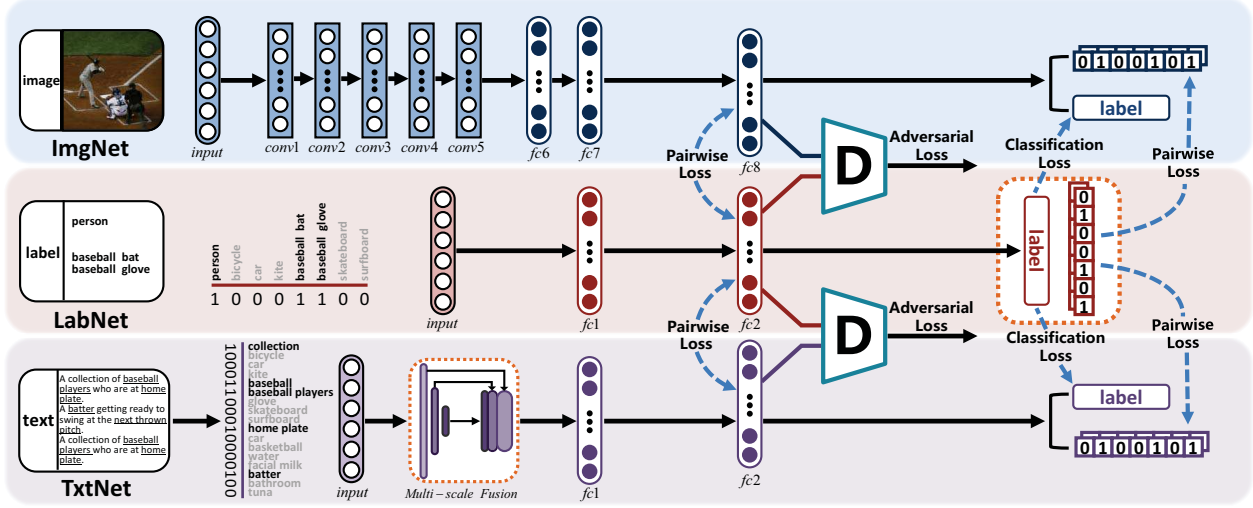 image
ImgNet
input
conv1
conv2
conv3
conv4
conv5
fc6
fc7
fc8
Pairwise
Loss
D
Adversarial
Loss
0 1 0 0 1 0 1
label
Classification
Loss
Pairwise
Loss
label
person
baseball bat
baseball glove
LabNet
person
bicycle
car
kite
baseball bat
baseball glove
skateboard
surfboard
1 0 0 0 1 1 0 0
input
fc1
fc2
label
0
1
0
0
1
0
1
Pairwise
Loss
D
Adversarial
Loss
Classification
Loss
Pairwise
Loss
text
A collection of baseball
players who are at home
plate.
A batter getting ready to
swing at the next thrown
pitch.
A collection of baseball
players who are at home
plate.
TxtNet
10001100010000100
collection
bicycle
car
kite
baseball
baseball players
glove
skateboard
surfboard
home plate
car
basketball
water
facial milk
batter
bathroom
tuna
input
Multi – scale Fusion
fc1
fc2
label
0 1 0 0 1 0 1